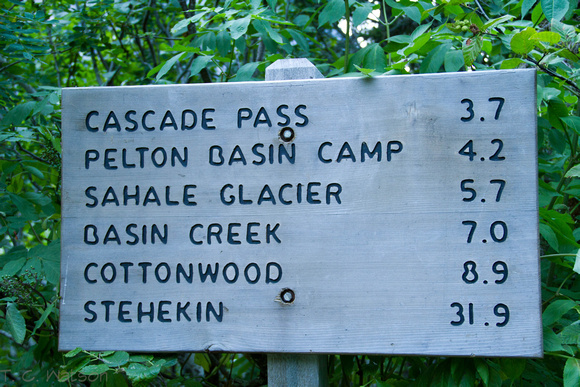 CASCADE PASS 3.7
PELTON BASIN CAMP 4.2
SAHALE GLACIER 5.7
BASIN CREEK 7.0
COTTONWOOD 8.9
STEHEKIN 31.9
T. C. Watson